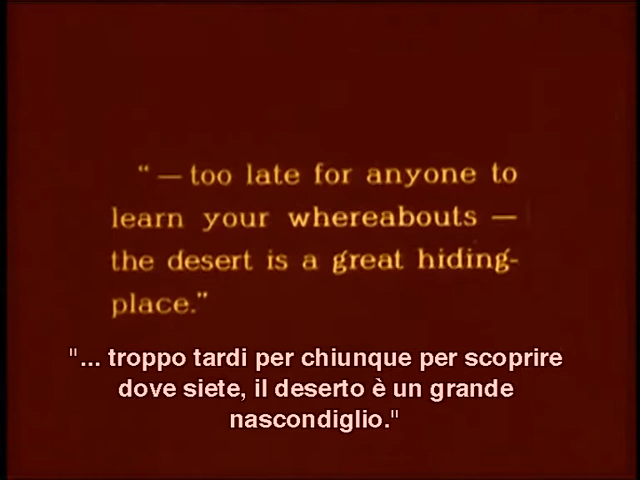 “ — too late for anyone to
learn your whereabouts —
the desert is a great hiding-
place.”
"... troppo tardi per chiunque per scoprire
dove siete, il deserto è un grande
nascondiglio."